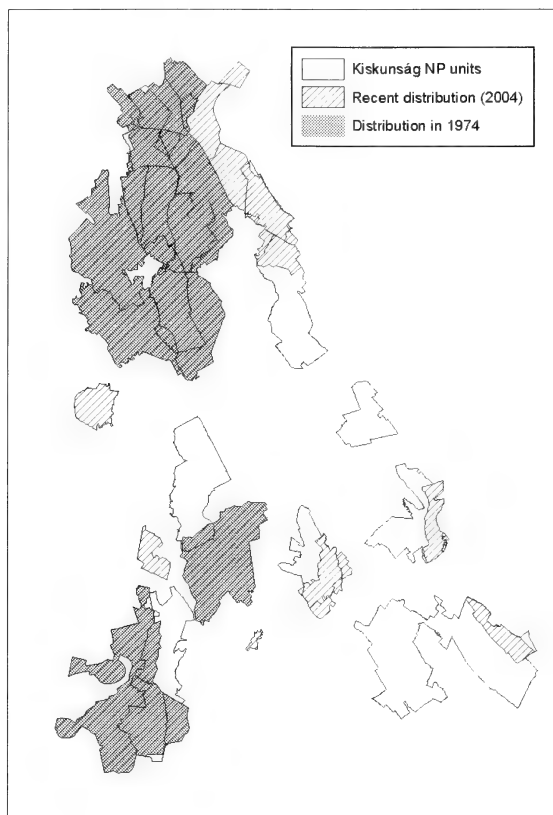 Kiskunság NP units
Recent distribution (2004)
Distribution in 1974